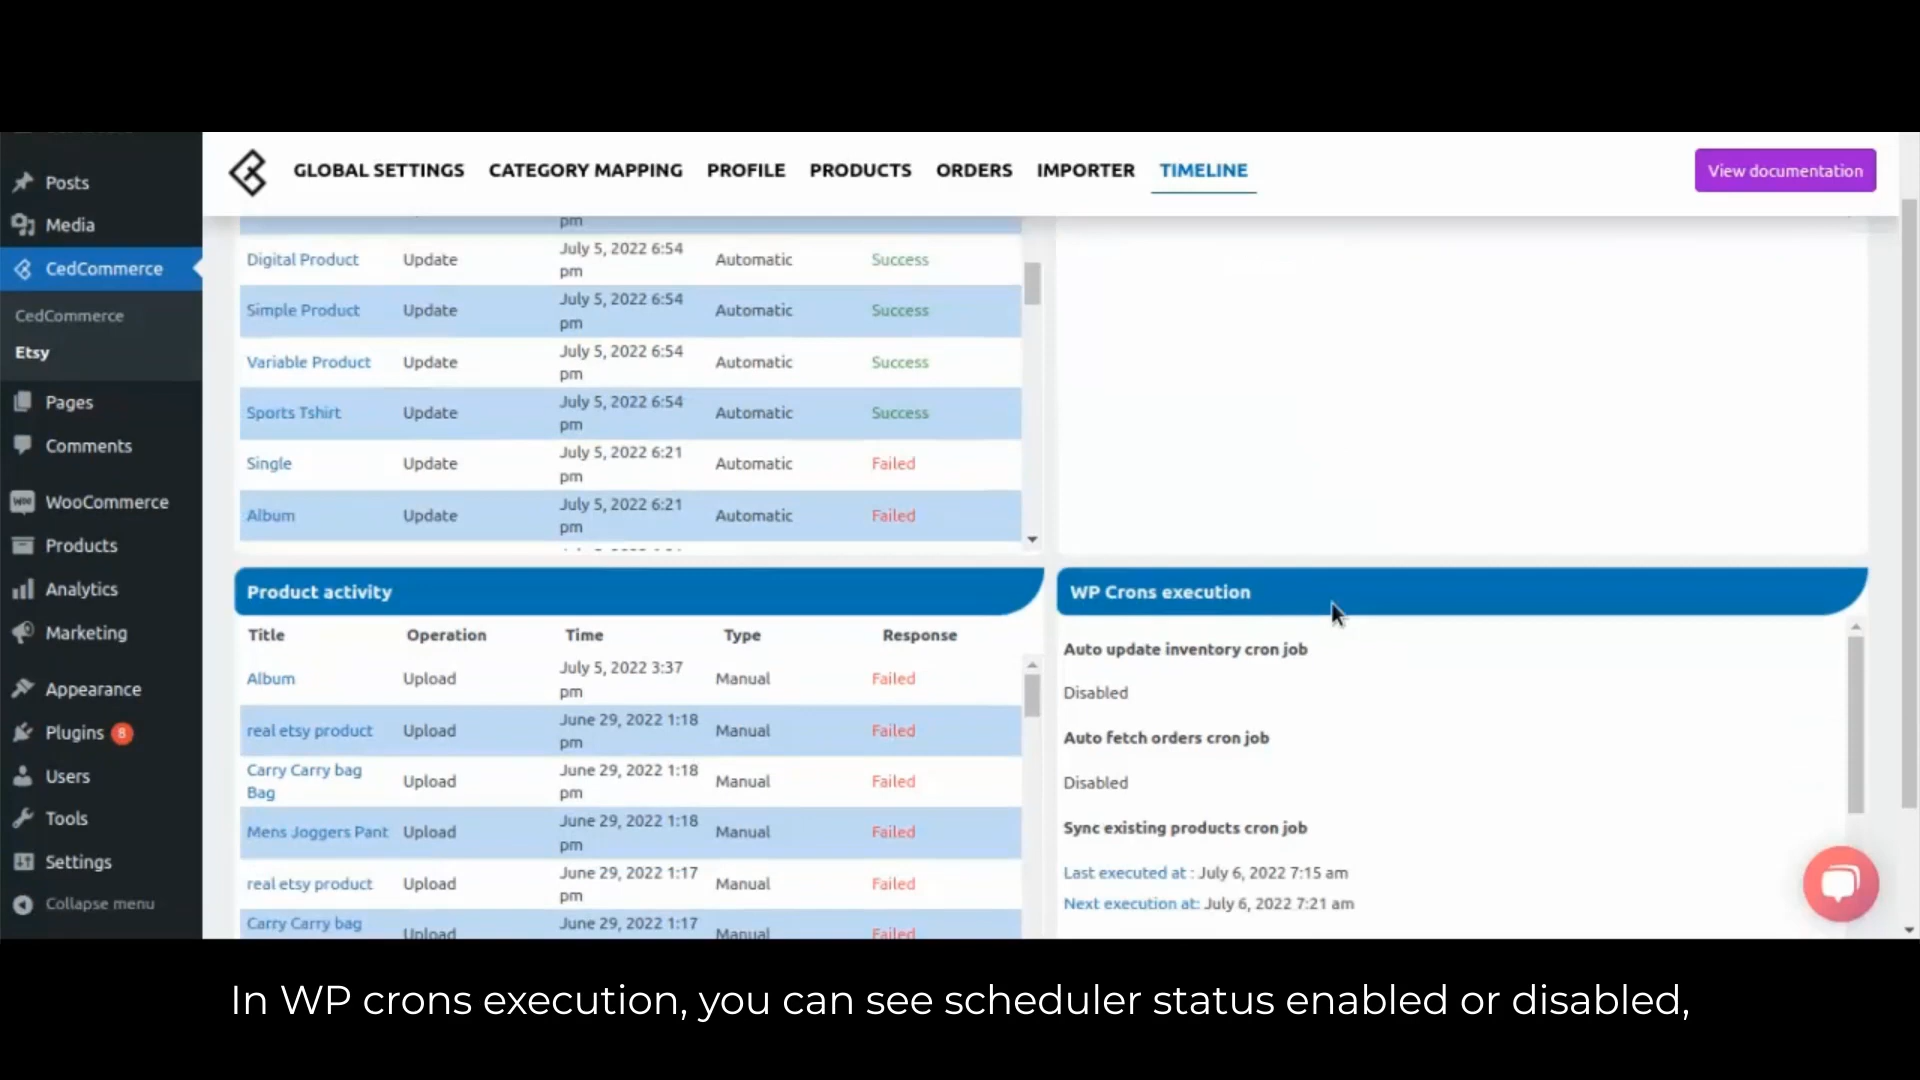 GLOBAL SETTINGS CATEGORY MAPPING PROFILE PRODUCTS ORDERS IMPORTER TIMELINE View documentation
Posts
Media
CedCommerce
CedCommerce
Etsy
Pages
Comments
WooCommerce
Products
Analytics
Marketing
Appearance
Plugins 8
Users
Tools
Settings
Collapse menu
pm
Digital Product Update July 5, 2022 6:54 pm Automatic Success
Simple Product Update July 5, 2022 6:54 pm Automatic Success
Variable Product Update July 5, 2022 6:54 pm Automatic Success
Sports Tshirt Update July 5, 2022 6:54 pm Automatic Success
Single Update July 5, 2022 6:21 pm Automatic Failed
Album Update July 5, 2022 6:21 pm Automatic Failed
Product activity
Title Operation Time Type Response
Album Upload July 5, 2022 3:37 pm Manual Failed
real etsy product Upload June 29, 2022 1:18 pm Manual Failed
Carry Carry bag Bag Upload June 29, 2022 1:18 pm Manual Failed
Mens Joggers Pant Upload June 29, 2022 1:18 pm Manual Failed
real etsy product Upload June 29, 2022 1:17 pm Manual Failed
Carry Carry bag Upload June 29, 2022 1:17 Manual Failed
WP Crons execution
Auto update inventory cron job
Disabled
Auto fetch orders cron job
Disabled
Sync existing products cron job
Last executed at : July 6, 2022 7:15 am
Next execution at: July 6, 2022 7:21 am
In WP crons execution, you can see scheduler status enabled or disabled,